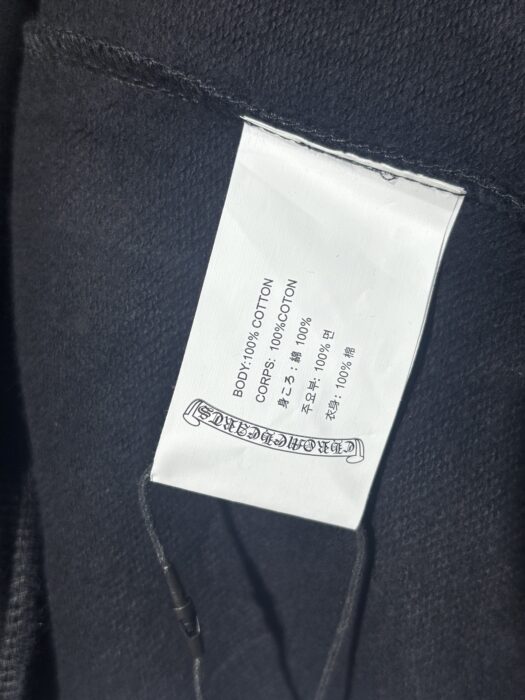 BODY:100% COTTON
CORPS: 100%COTON
身ころ：綿 100%
주요부: 100% 면
衣身: 100% 棉
CHROME HEARTS